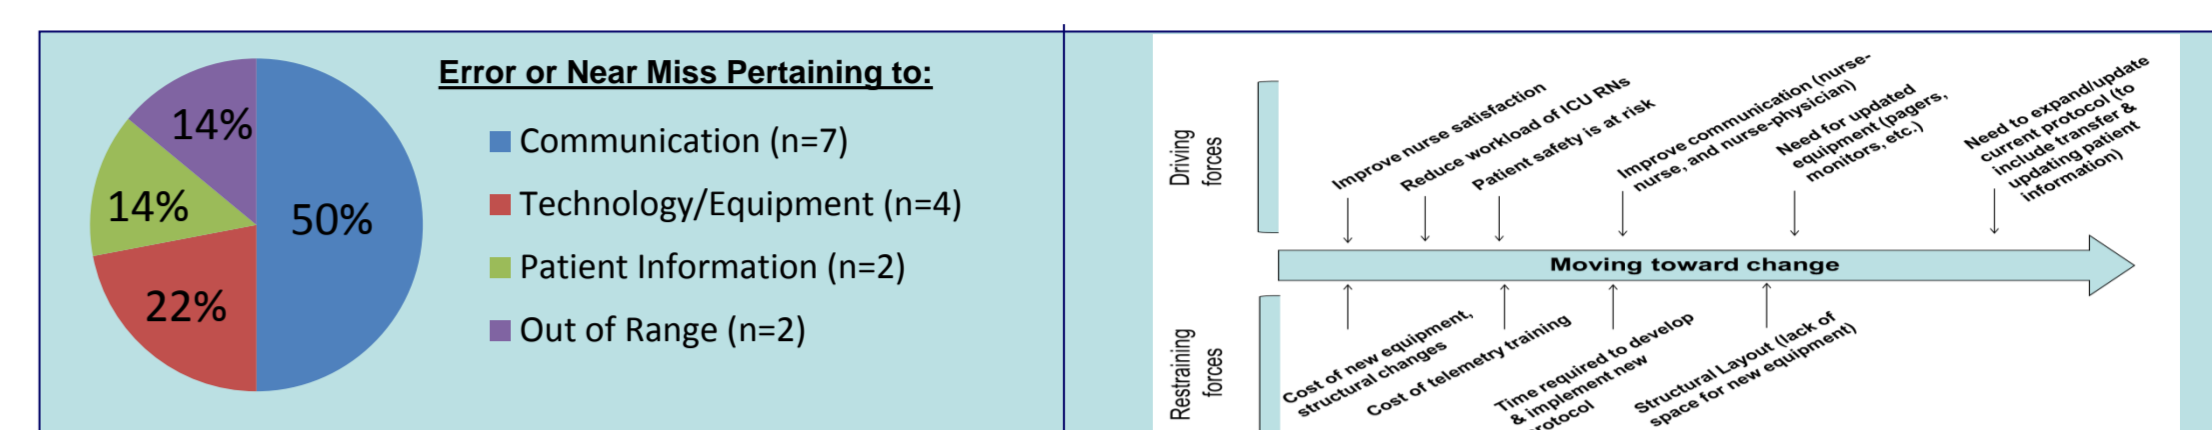 Error or Near Miss Pertaining to:
Communication (n=7)
Technology/Equipment (n=4)
Patient Information (n=2)
Out of Range (n=2)
50%
22%
14%
14%
Driving
forces
Improve nurse satisfaction
Reduce workload of ICU RNs
Patient safety is at risk
Improve communication (nurse-
nurse, and nurse-physician)
Need for updated
equipment (pagers,
monitors, etc.)
Need to expand/update
current protocol (to
include transfer &
updating patient
information)
Moving toward change
Restraining
forces
Cost of new equipment,
structural changes
Cost of telemetry training
Time required to develop
& implement new
Structural Layout (lack of
space for new equipment)